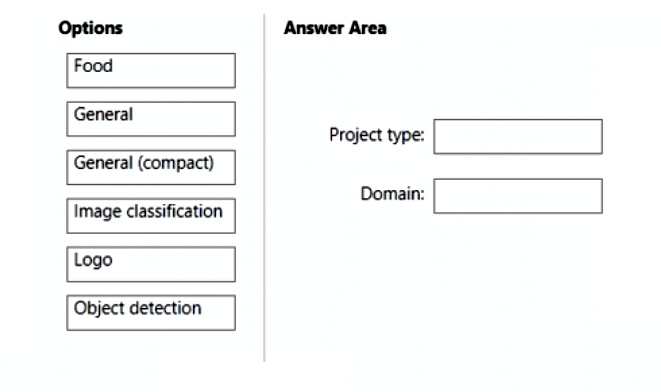 Options
Food
General
General (compact)
Image classification
Logo
Object detection
Answer Area
Project type:
Domain: